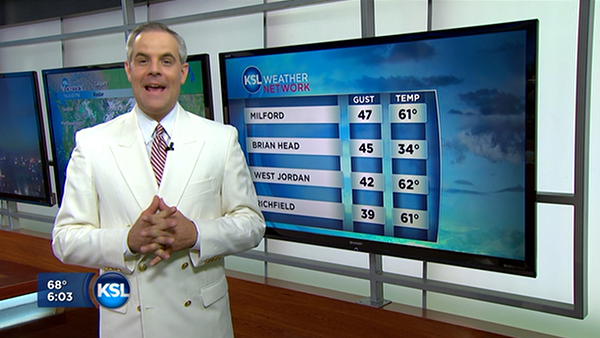 KSL WEATHER
NETWORK
GUST TEMP
MILFORD 47 61°
BRIAN HEAD 45 34°
WEST JORDAN 42 62°
RICHFIELD 39 61°
SHARP
68°
6:03
KSL